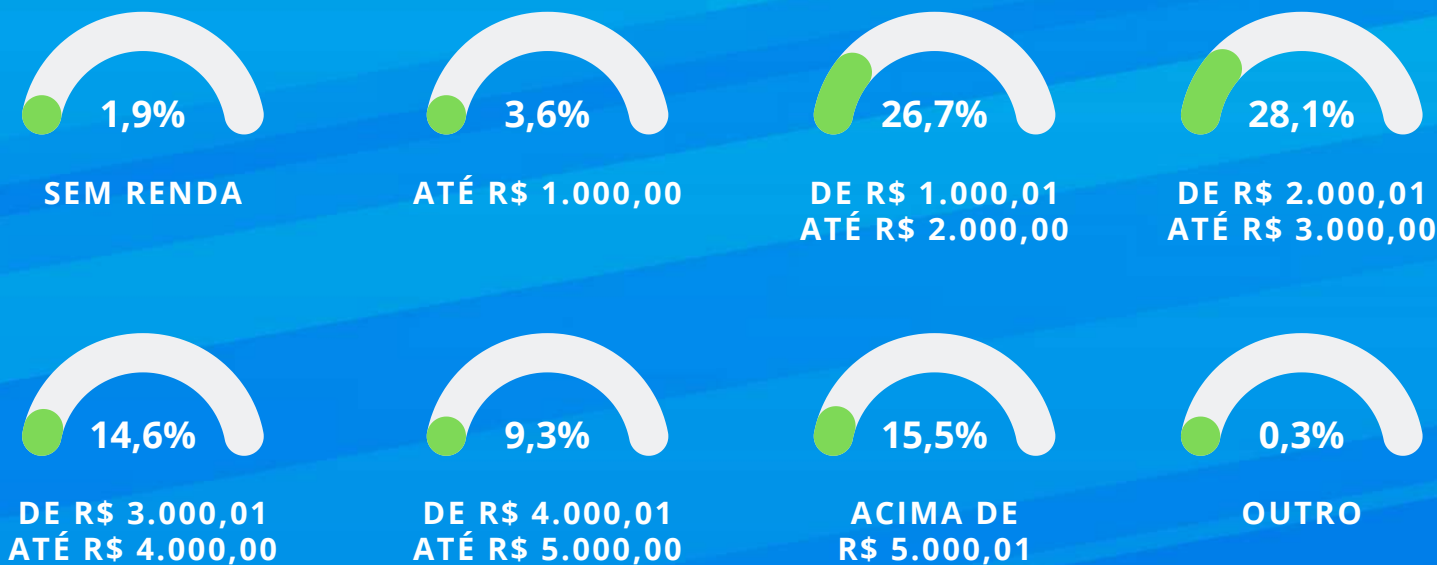 1,9%
SEM RENDA
3,6%
ATÉ R$ 1.000,00
26,7%
DE R$ 1.000,01
ATÉ R$ 2.000,00
28,1%
DE R$ 2.000,01
ATÉ R$ 3.000,00
14,6%
DE R$ 3.000,01
ATÉ R$ 4.000,00
9,3%
DE R$ 4.000,01
ATÉ R$ 5.000,00
15,5%
ACIMA DE
R$ 5.000,01
0,3%
OUTRO